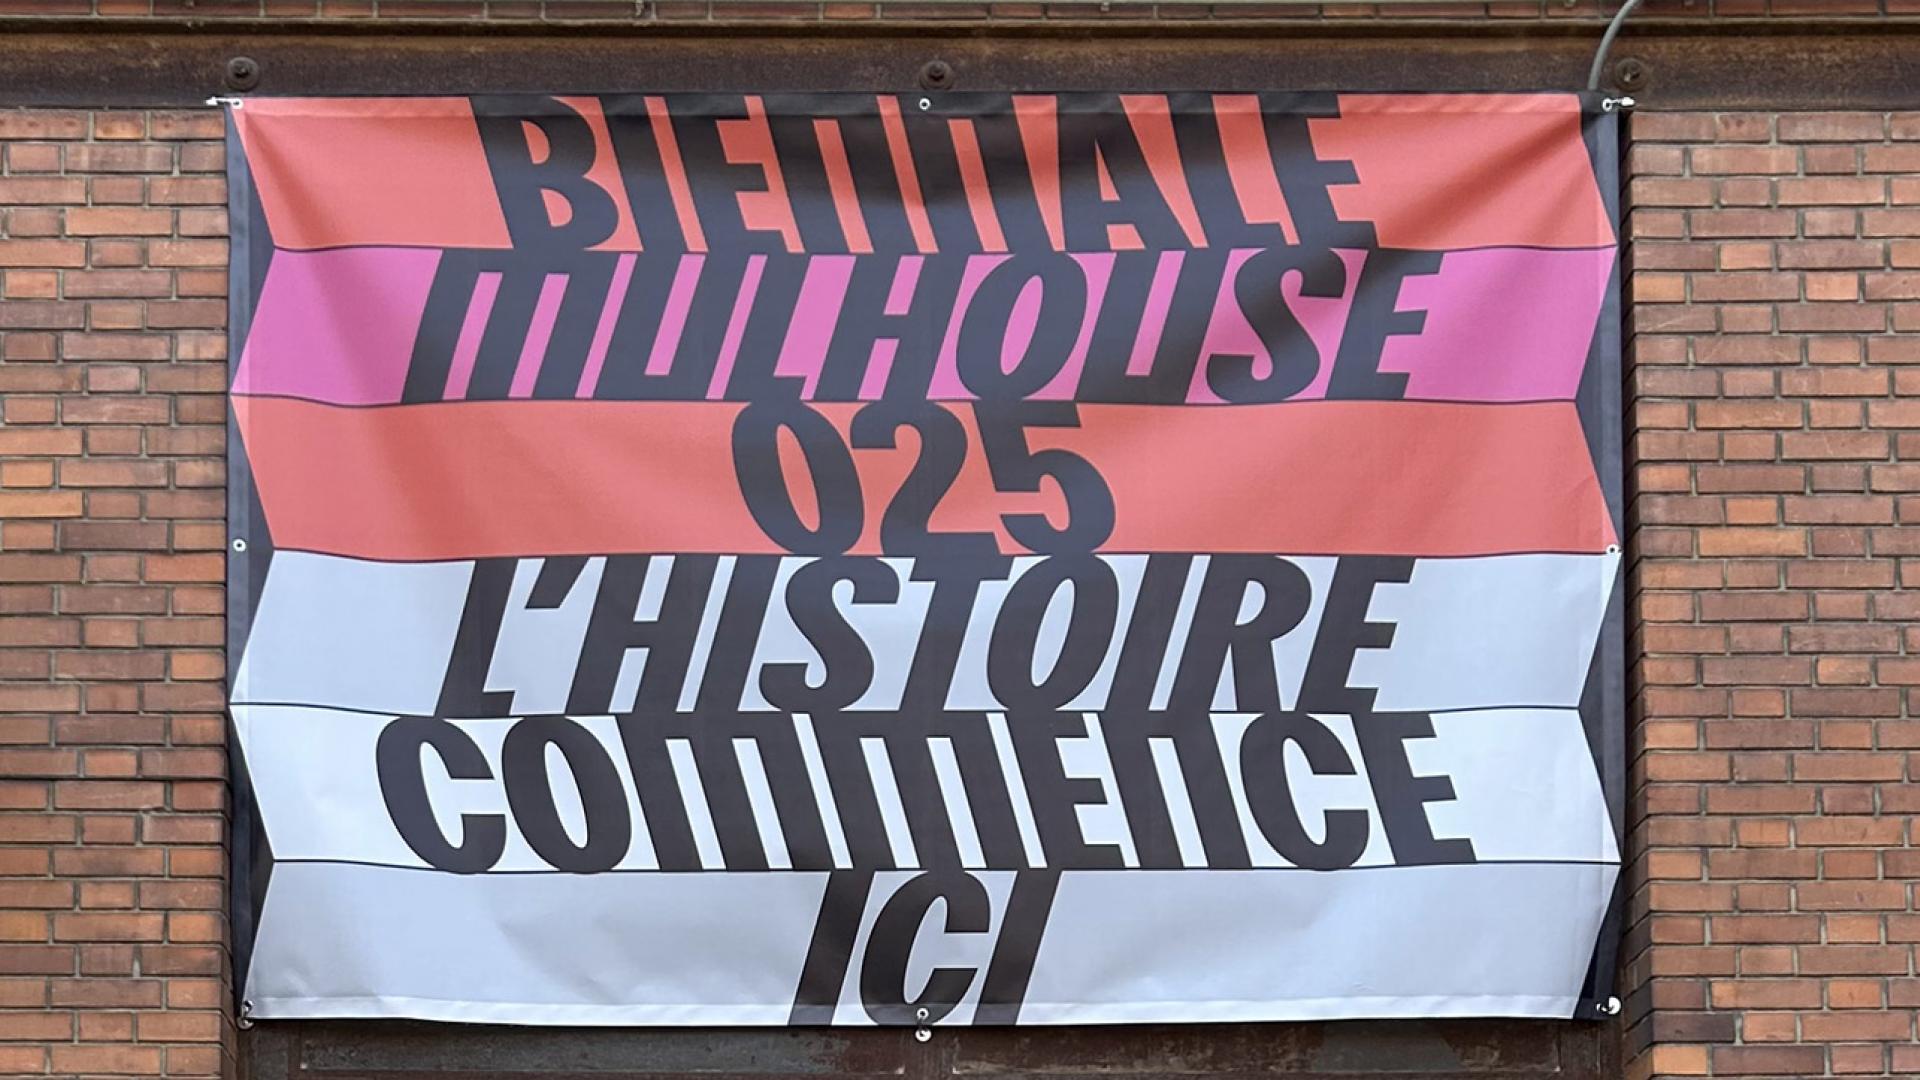 BIENNALE
MULHOUSE
025
L'HISTOIRE
COMMENCE
ICI